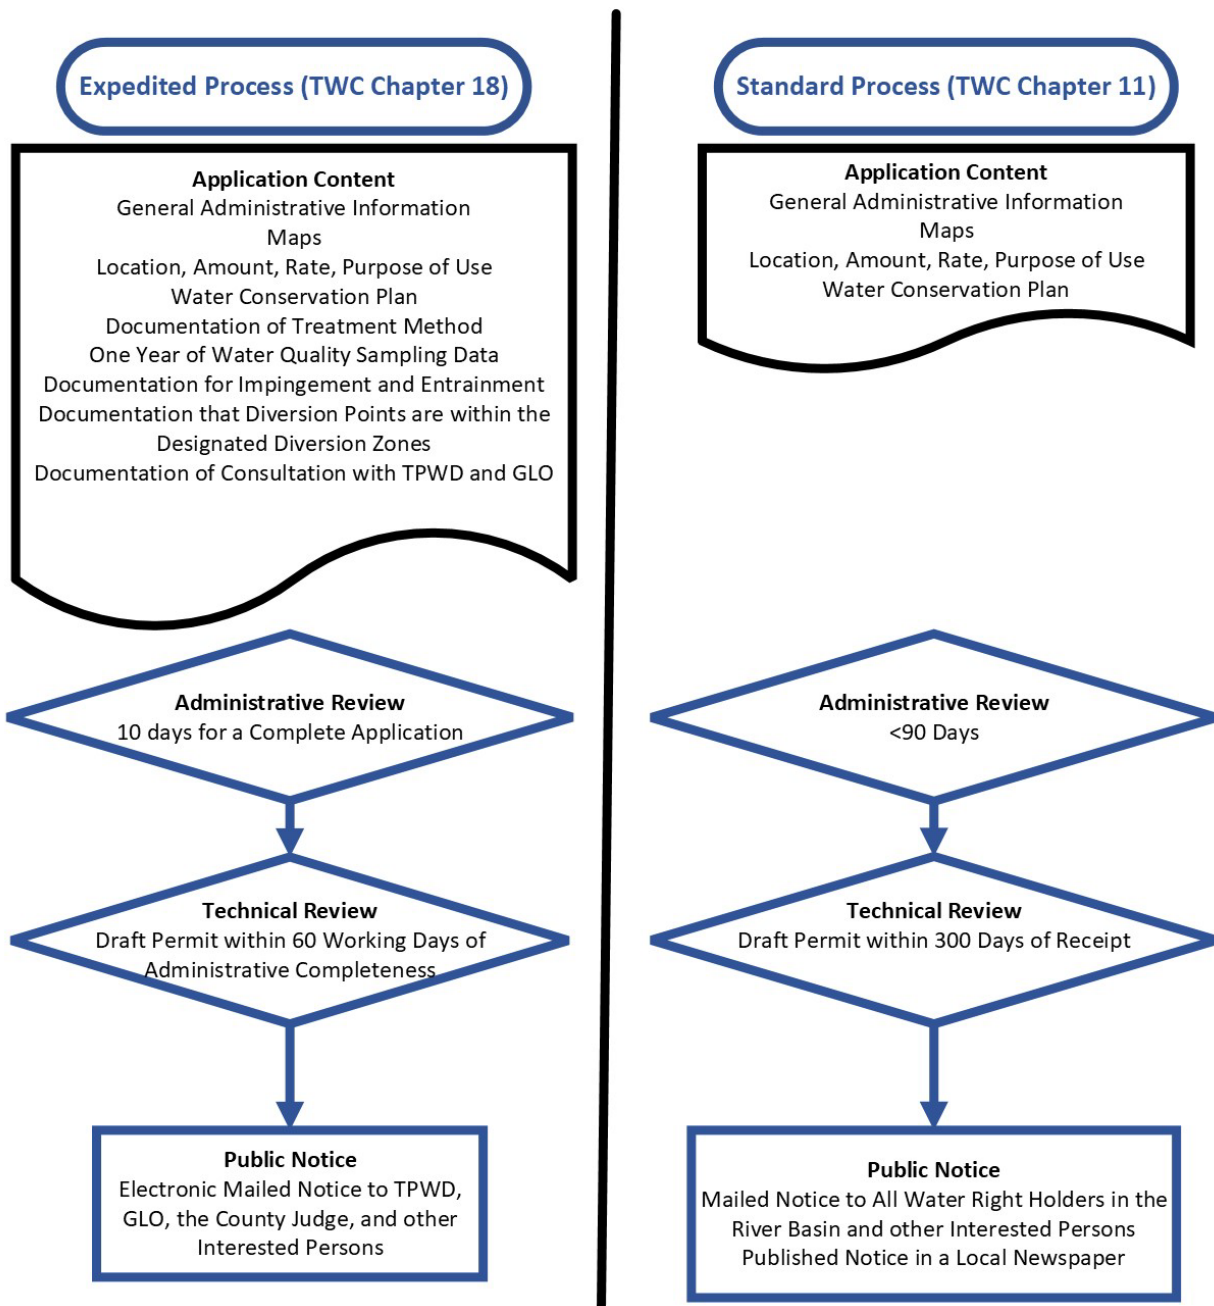 Expedited Process (TWC Chapter 18)
Application Content
General Administrative Information
Maps
Location, Amount, Rate, Purpose of Use
Water Conservation Plan
Documentation of Treatment Method
One Year of Water Quality Sampling Data
Documentation for Impingement and Entrainment
Documentation that Diversion Points are within the
Designated Diversion Zones
Documentation of Consultation with TPWD and GLO
Administrative Review
10 days for a Complete Application
Technical Review
Draft Permit within 60 Working Days of
Administrative Completeness
Public Notice
Electronic Mailed Notice to TPWD,
GLO, the County Judge, and other
Interested Persons
Standard Process (TWC Chapter 11)
Application Content
General Administrative Information
Maps
Location, Amount, Rate, Purpose of Use
Water Conservation Plan
Administrative Review
<90 Days
Technical Review
Draft Permit within 300 Days of Receipt
Public Notice
Mailed Notice to All Water Right Holders in the
River Basin and other Interested Persons
Published Notice in a Local Newspaper